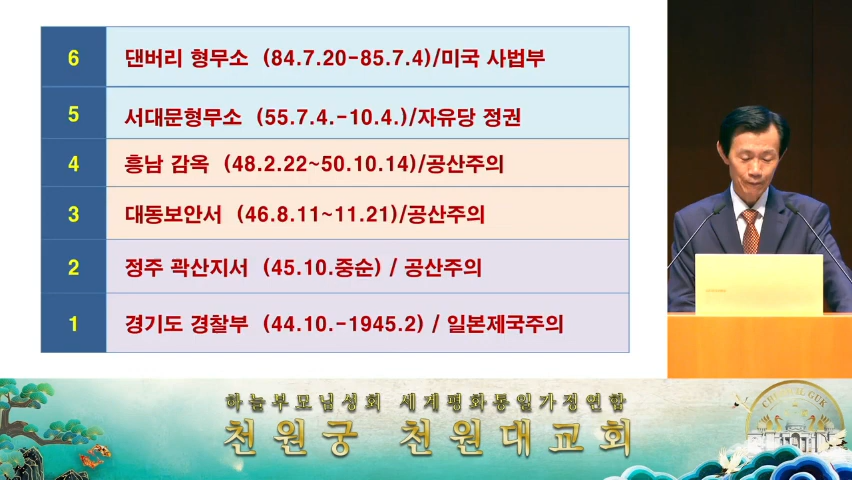 6 댄버리 형무소 (84.7.20-85.7.4)/미국 사법부
5 서대문형무소 (55.7.4.-10.4.)/자유당 정권
4 흥남 감옥 (48.2.22~50.10.14)/공산주의
3 대동보안서 (46.8.11~11.21)/공산주의
2 정주 곽산지서 (45.10.중순) / 공산주의
1 경기도 경찰부 (44.10.-1945.2) / 일본제국주의
하늘부모님성회 세계평화통일가정연합
천원궁 천원대교회